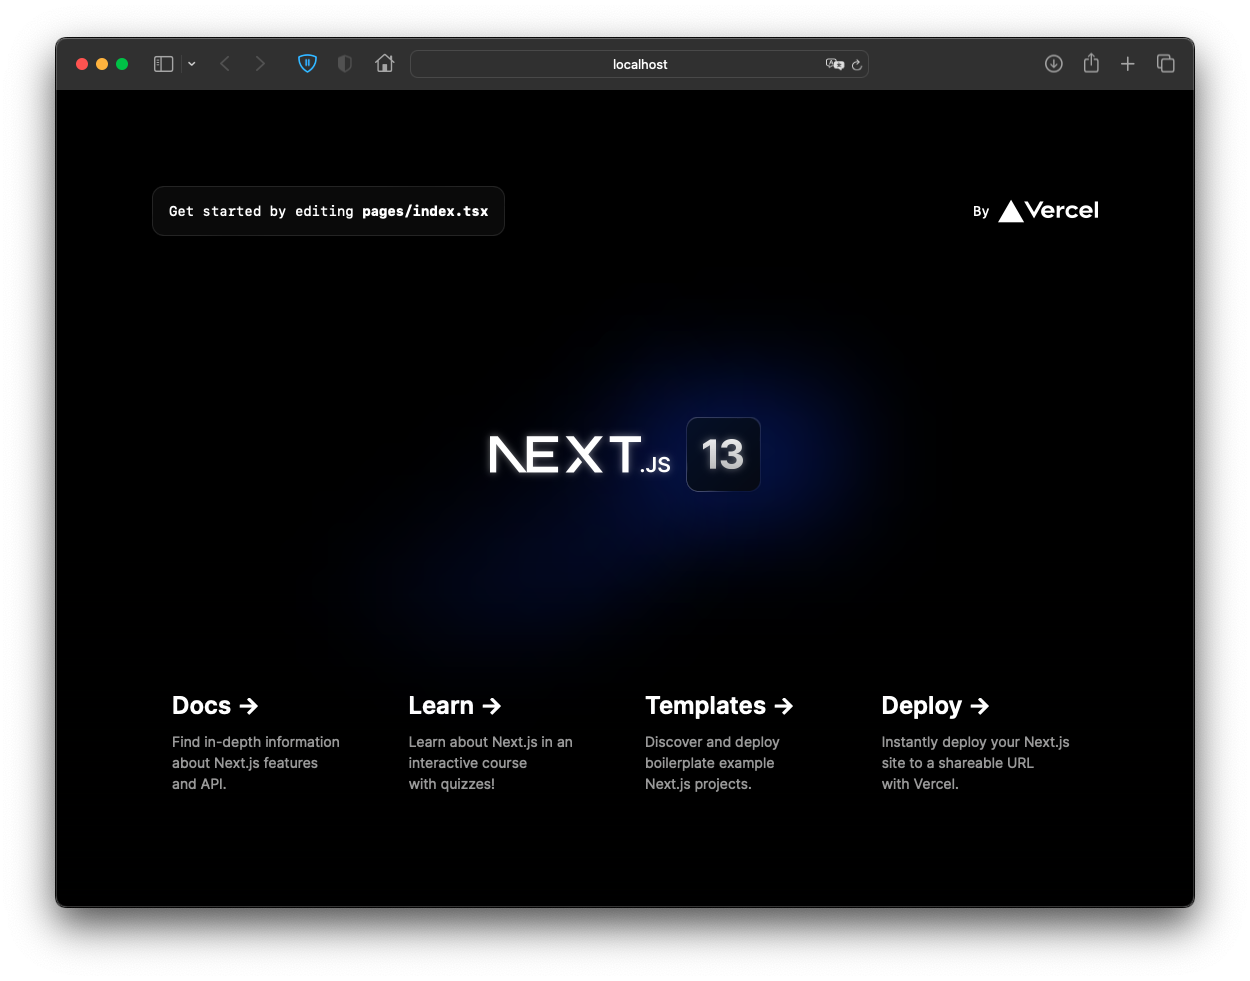 localhost
Get started by editing pages/index.tsx
By Vercel
NEXT.JS 13
Docs →
Find in-depth information
about Next.js features
and API.
Learn →
Learn about Next.js in an
interactive course
with quizzes!
Templates →
Discover and deploy
boilerplate example
Next.js projects.
Deploy →
Instantly deploy your Next.js
site to a shareable URL
with Vercel.